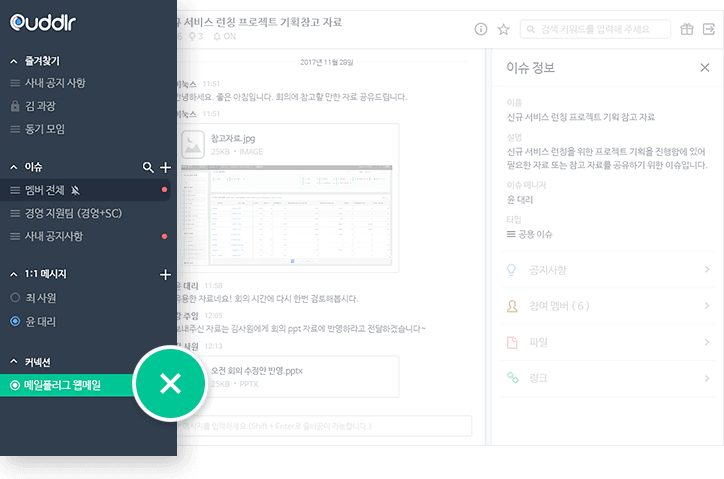 Cuddlr
즐겨찾기
사내 공지 사항
김 과장
동기 모임
이슈
멤버 전체
경영 지원팀 (경영+SC)
사내 공지사항
1:1 메시지
최 사원
윤 대리
커넥션
메일플러그 웹메일
서비스 런칭 프로젝트 기획참고 자료
3
GN
검색 키워드를 입력해 주세요
2017년 11월 28일
11:51
안녕하세요. 좋은 아침입니다. 회의에 참고할 만한 자료 공유드립니다.
11:51
참고자료.jpg
25KB • IMAGE
윤 대리 11:58
유용한 자료네요! 회의 시간에 다시 한번 검토해봅시다.
주임 12:05
보내주신 자료는 김사원에게 회의 ppt 자료에 반영하라고 전달하겠습니다~
사원 12:13
오전 회의 수정안 반영.pptx
25KB • PPTX
메시지를 입력하세요 (Shift + Enter로 줄바꿈이 가능합니다.)
이슈 정보
이름
신규 서비스 런칭 프로젝트 기획 참고 자료
설명
신규 서비스 런칭을 위한 프로젝트 기획을 진행함에 있어
필요한 자료 또는 참고 자료를 공유하기 위한 이슈입니다.
이슈 매니저
윤 대리
타입
공용 이슈
공지사항
참여 멤버 ( 6 )
파일
링크